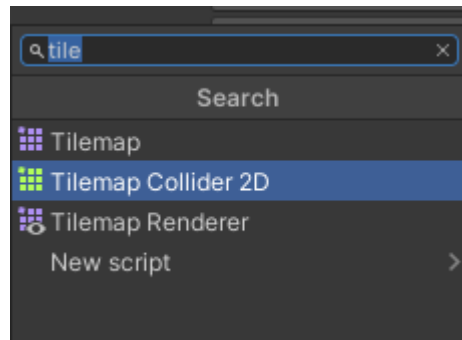 tile
Search
Tilemap
Tilemap Collider 2D
Tilemap Renderer
New script